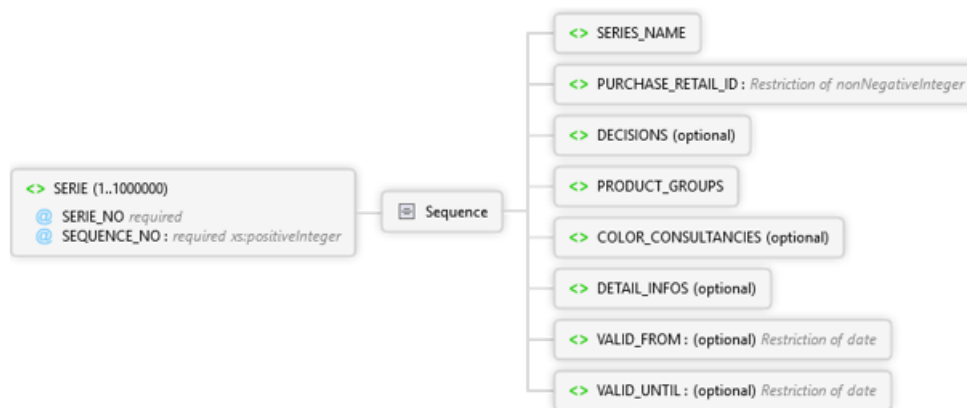 <> SERIE (1..1000000)
@ SERIE_NO required
@ SEQUENCE_NO : required xs:positiveInteger
Sequence
<> SERIES_NAME
<> PURCHASE_RETAIL_ID : Restriction of nonNegativeInteger
<> DECISIONS (optional)
<> PRODUCT_GROUPS
<> COLOR_CONSULTANCIES (optional)
<> DETAIL_INFOS (optional)
<> VALID_FROM : (optional) Restriction of date
<> VALID_UNTIL : (optional) Restriction of date